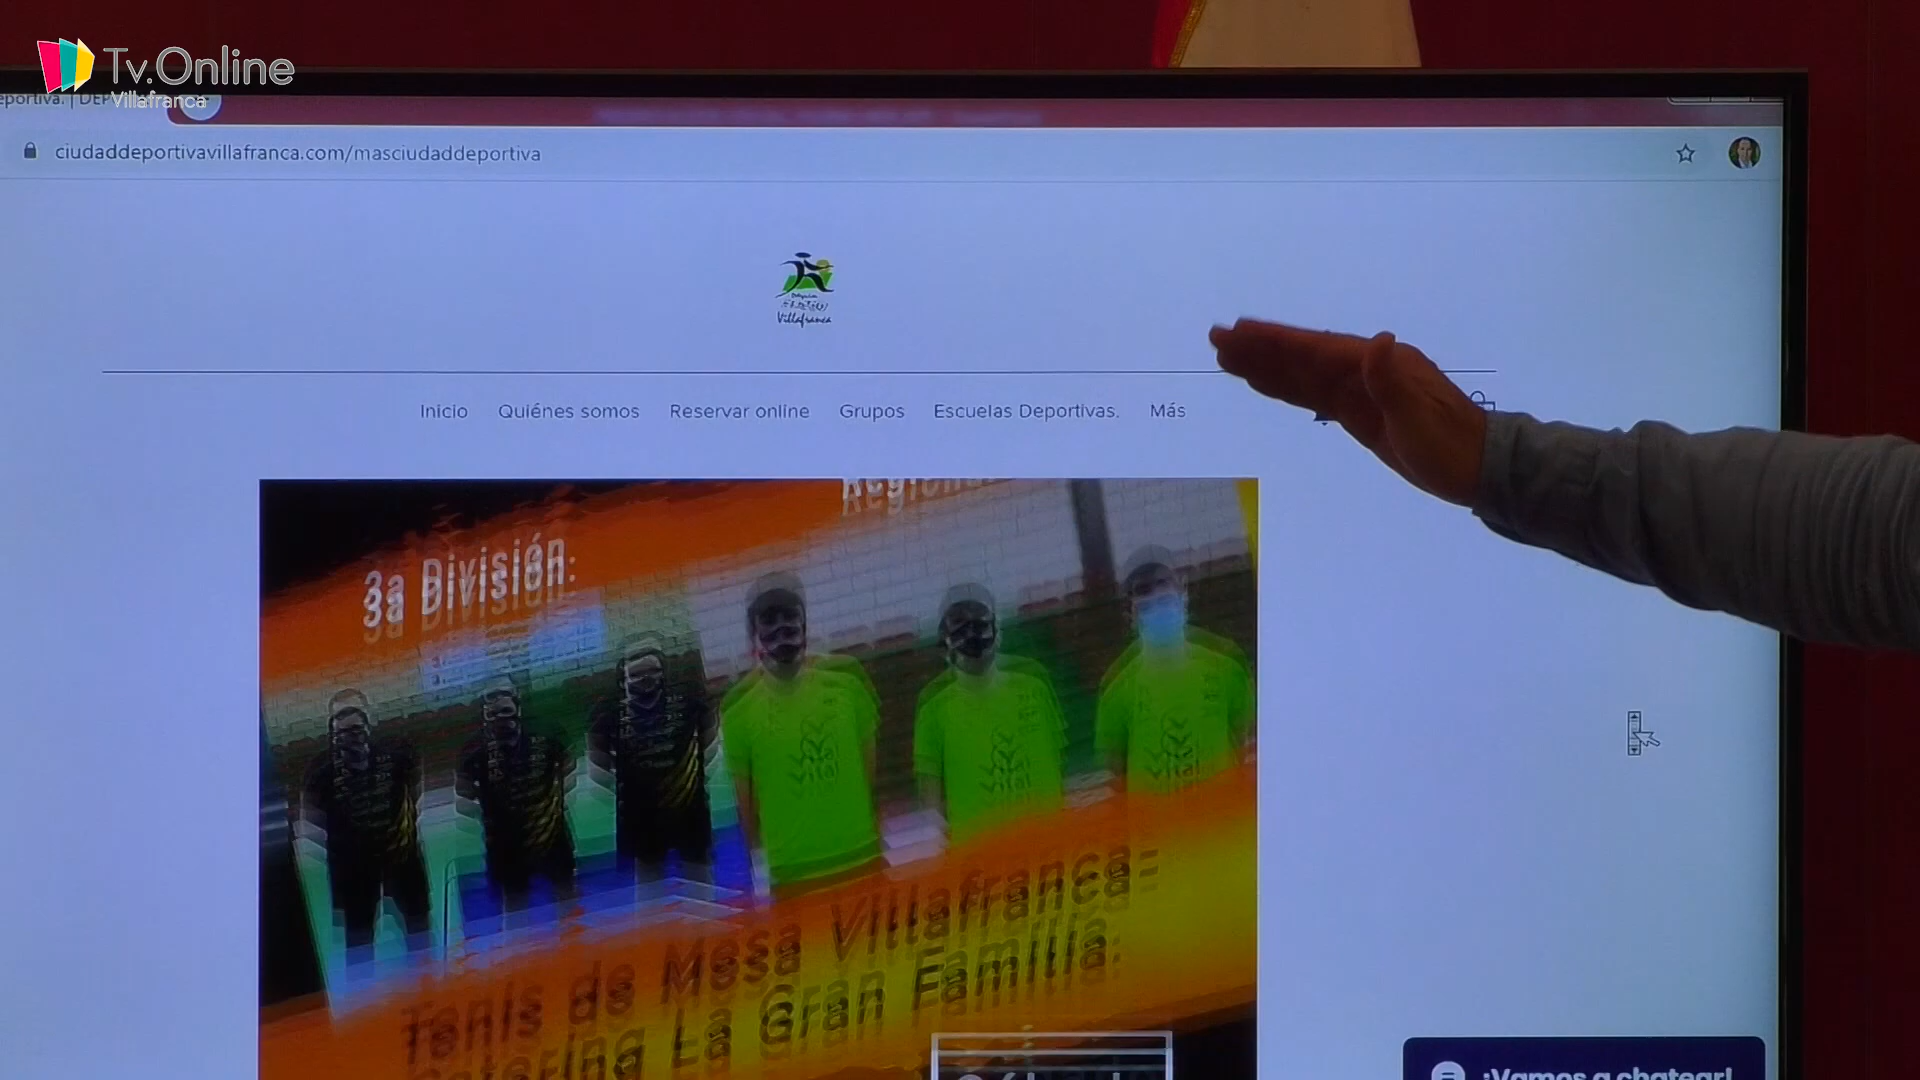 Tv.Online
Villafranca
eportiva. | DEP
ciudaddeportivavillafranca.com/masciudaddeportiva
Villafranca
Inicio Quiénes somos Reservar online Grupos Escuelas Deportivas. Más
3a División:
Tenis de Mesa Villafranca-
Catering La Gran Familia:
¡Vamos a chatear!